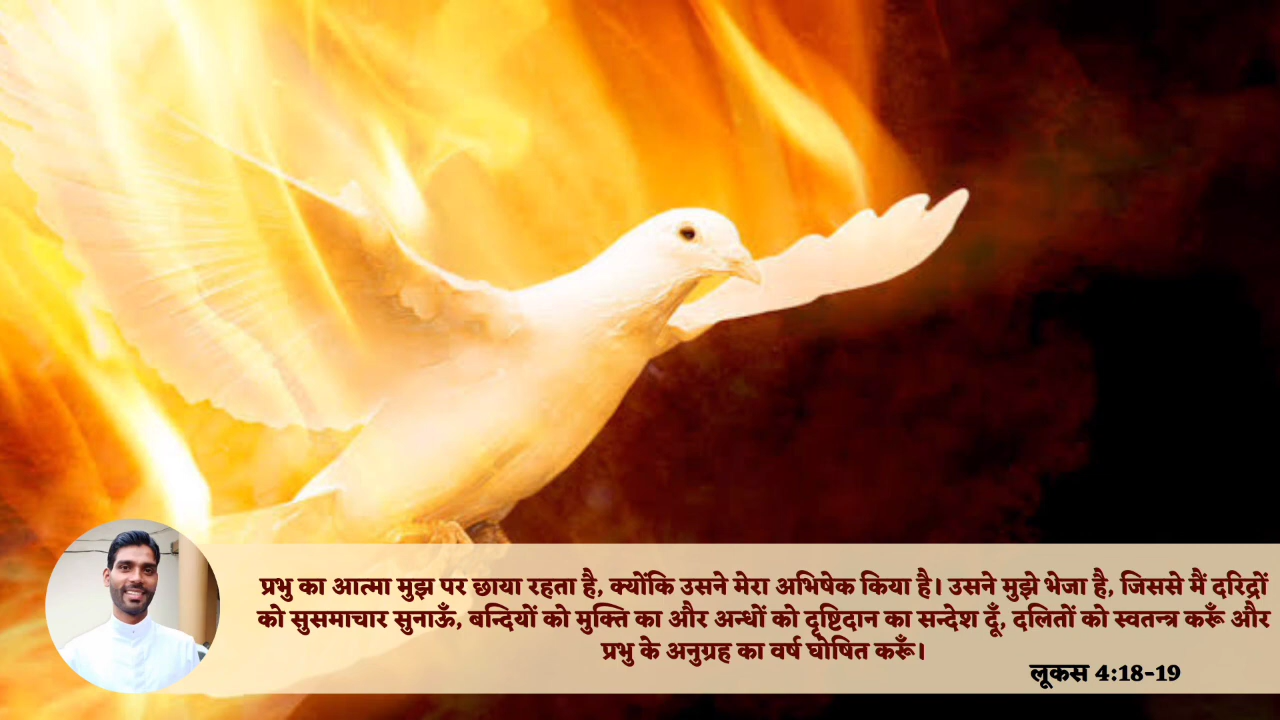 प्रभु का आत्मा मुझ पर छाया रहता है, क्योंकि उसने मेरा अभिषेक किया है। उसने मुझे भेजा है, जिससे मैं दरिद्रों
को सुसमाचार सुनाऊँ, बन्दियों को मुक्ति का और अन्धों को दृष्टिदान का सन्देश दूँ, दलितों को स्वतन्त्र करूँ और
प्रभु के अनुग्रह का वर्ष घोषित करूँ।
लूकस 4:18-19